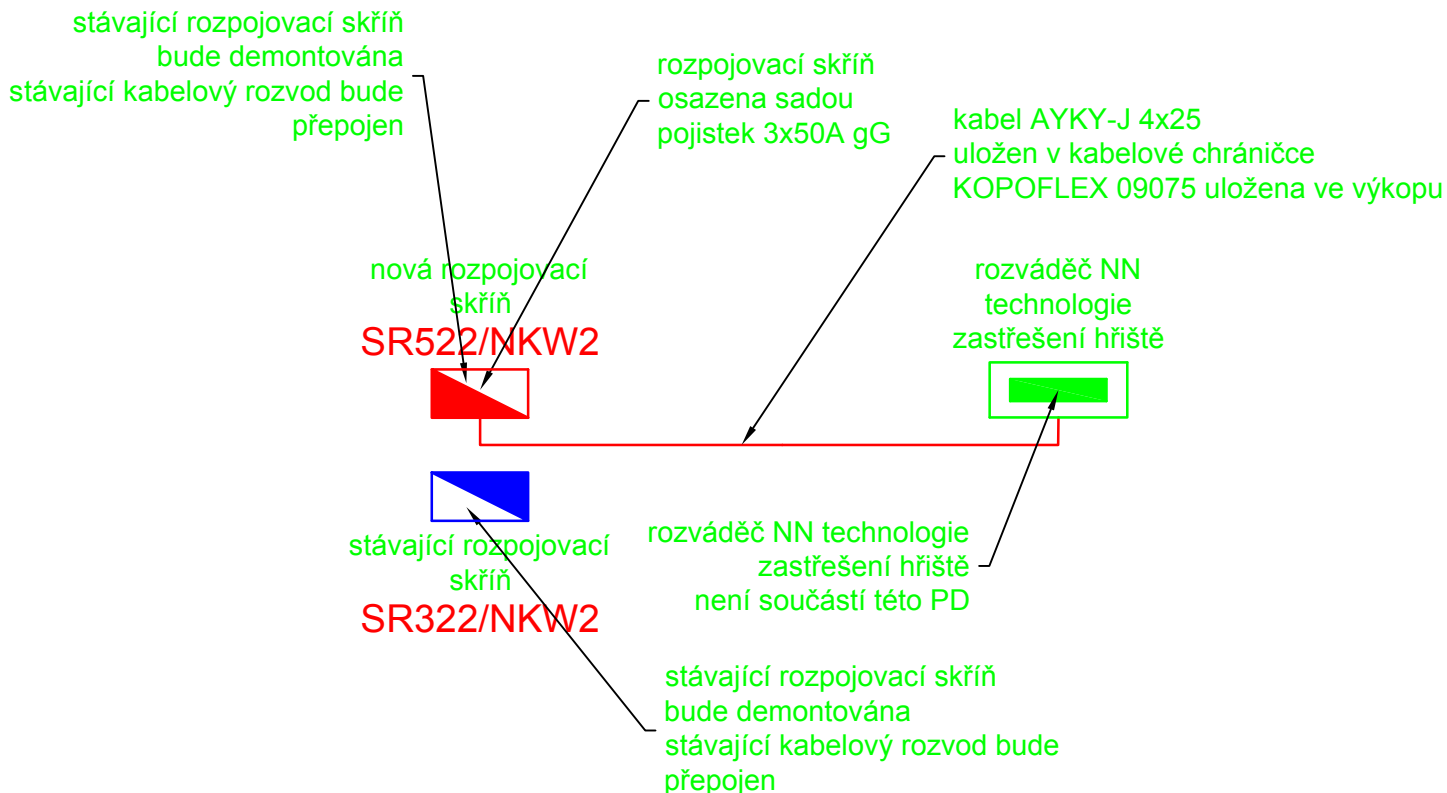 stávající rozpojovací skříň
bude demontována
stávající kabelový rozvod bude
přepojen
rozpojovací skříň
osazena sadou
pojistek 3x50A gG
kabel AYKY-J 4x25
uložen v kabelové chráničce
KOPOFLEX 09075 uložena ve výkopu
nová rozpojovací
skříň
SR522/NKW2
rozváděč NN
technologie
zastřešení hřiště
stávající rozpojovací
skříň
SR322/NKW2
rozváděč NN technologie
zastřešení hřiště
není součástí této PD
stávající rozpojovací skříň
bude demontována
stávající kabelový rozvod bude
přepojen